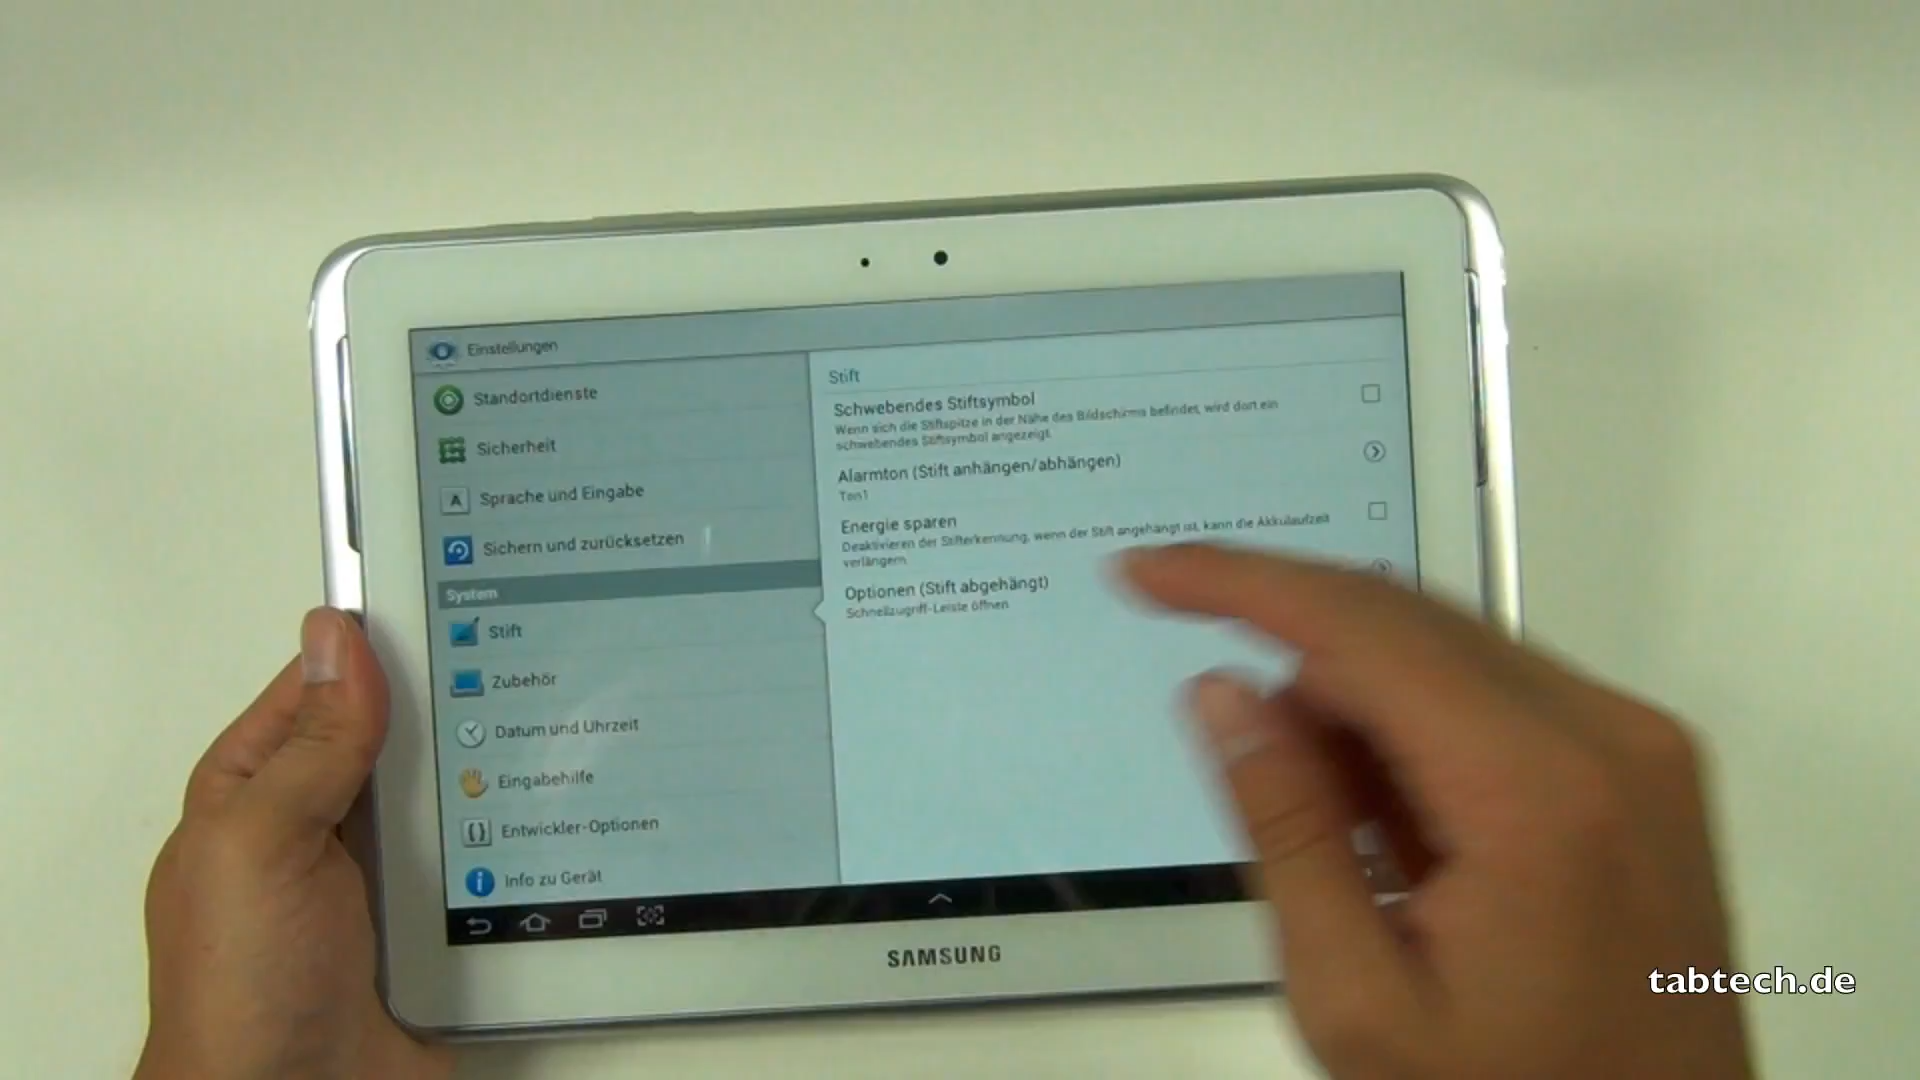 Einstellungen
Standortdienste
Sicherheit
A Sprache und Eingabe
Sichern und zurücksetzen
System
Stift
Zubehör
Datum und Uhrzeit
Eingabehilfe
{} Entwickler-Optionen
i Info zu Gerät
Stift
Schwebendes Stiftsymbol
Wenn sich die Stiftspitze in der Nähe des Bildschirms befindet, wird dort ein
schwebendes Stiftsymbol angezeigt.
Alarmton (Stift anhängen/abhängen)
Ton1
Energie sparen
Deaktivieren der Stifterkennung, wenn der Stift angehängt ist, kann die Akkulaufzeit
verlängern
Optionen (Stift abgehängt)
Schnellzugriff-Leiste öffnen
SAMSUNG
tabtech.de